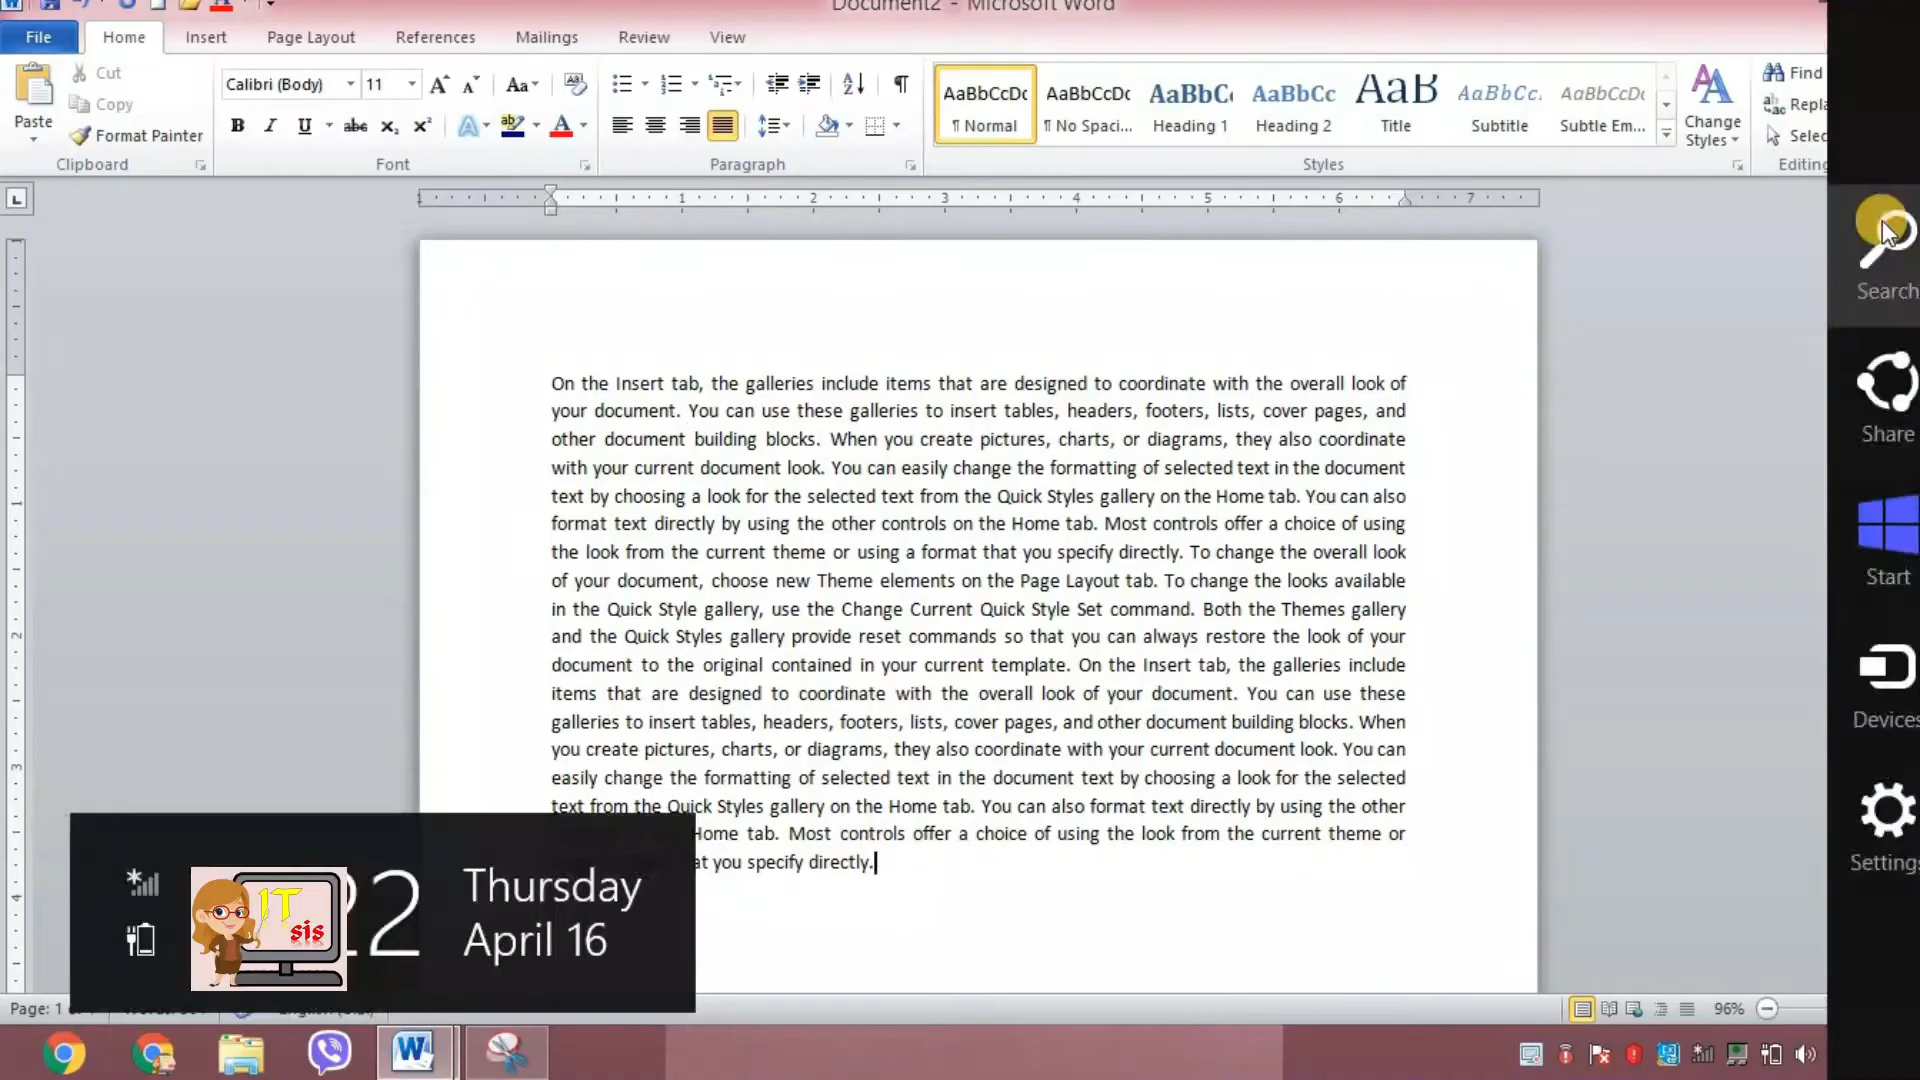 Document2 - Microsoft Word
File Home Insert Page Layout References Mailings Review View
Cut
Copy
Format Painter
Paste
Clipboard
Calibri (Body) 11
Font
Paragraph
AaBbCcDc AaBbCcDc AaBbC AaBbCc AaB AaBbCc. AaBbCcDc
¶ Normal ¶ No Spaci... Heading 1 Heading 2 Title Subtitle Subtle Em...
Change
Styles
Styles
Find
Repla
Selec
Editing
1 1 2 3 4 5 6 7
On the Insert tab, the galleries include items that are designed to coordinate with the overall look of
your document. You can use these galleries to insert tables, headers, footers, lists, cover pages, and
other document building blocks. When you create pictures, charts, or diagrams, they also coordinate
with your current document look. You can easily change the formatting of selected text in the document
text by choosing a look for the selected text from the Quick Styles gallery on the Home tab. You can also
format text directly by using the other controls on the Home tab. Most controls offer a choice of using
the look from the current theme or using a format that you specify directly. To change the overall look
of your document, choose new Theme elements on the Page Layout tab. To change the looks available
in the Quick Style gallery, use the Change Current Quick Style Set command. Both the Themes gallery
and the Quick Styles gallery provide reset commands so that you can always restore the look of your
document to the original contained in your current template. On the Insert tab, the galleries include
items that are designed to coordinate with the overall look of your document. You can use these
galleries to insert tables, headers, footers, lists, cover pages, and other document building blocks. When
you create pictures, charts, or diagrams, they also coordinate with your current document look. You can
easily change the formatting of selected text in the document text by choosing a look for the selected
text from the Quick Styles gallery on the Home tab. You can also format text directly by using the other
Home tab. Most controls offer a choice of using the look from the current theme or
at you specify directly.
Search
Share
Start
Devices
Settings
22
Thursday
April 16
IT
sis
Page: 1
96%